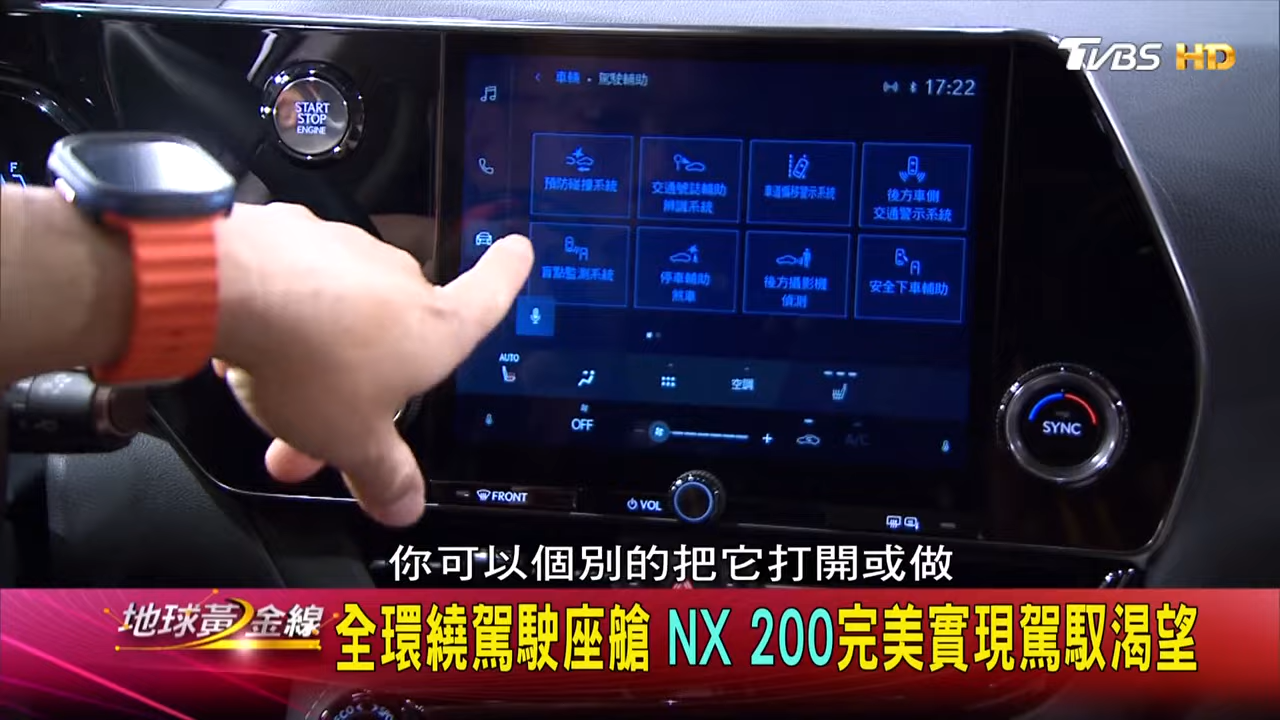 TVBS HD
START
STOP
ENGINE
F
車輛 · 駕駛輔助
17:22
預防碰撞系統
交通號誌輔助
辨識系統
車道偏移警示系統
後方車側
交通警示系統
盲點監測系統
停車輔助
煞車
後方攝影機
偵測
安全下車輔助
AUTO
空調
OFF
A/C
SYNC
FRONT
VOL
你可以個別的把它打開或做
地球黃金線
全環繞駕駛座艙 NX 200完美實現駕馭渴望
ECO